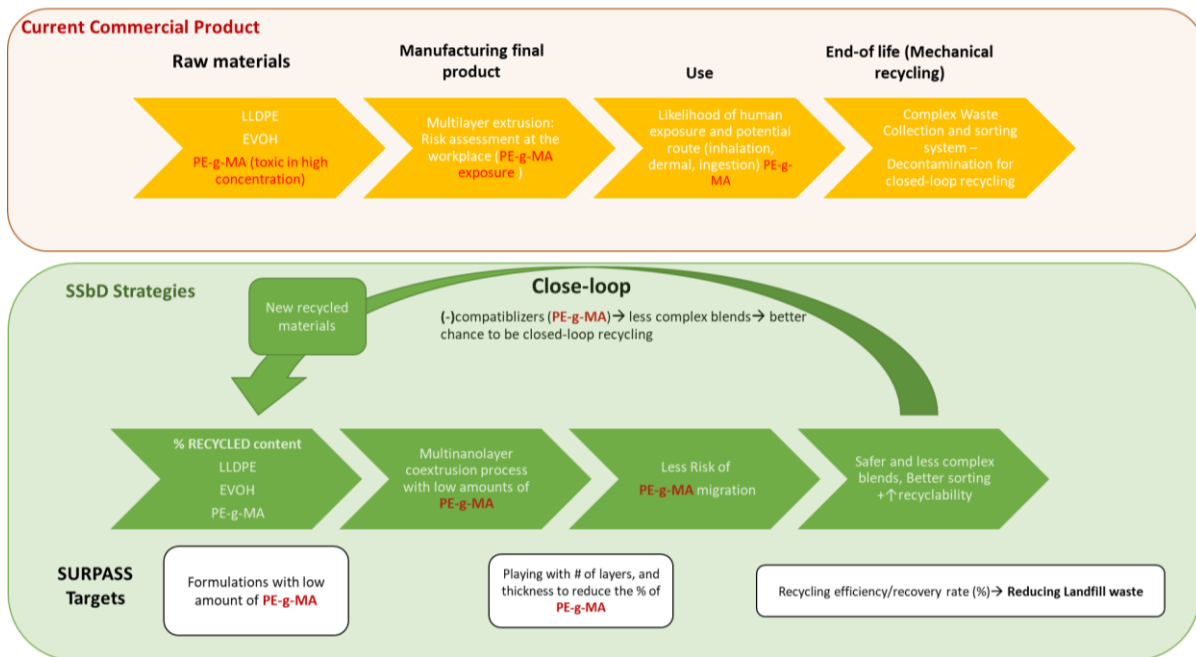 Current Commercial Product
Raw materials
Manufacturing final
product
Use
End-of life (Mechanical
recycling)
LLDPE
EVOH
PE-g-MA (toxic in high
concentration)
Multilayer extrusion:
Risk assessment at the
workplace (PE-g-MA
exposure )
Likelihood of human
exposure and potential
route (inhalation,
dermal, ingestion) PE-g-
MA
Complex Waste
Collection and sorting
system –
Decontamination for
closed-loop recycling
SSbD Strategies
New recycled
materials
Close-loop
(-)compatiblizers (PE-g-MA)→ less complex blends→ better
chance to be closed-loop recycling
% RECYCLED content
LLDPE
EVOH
PE-g-MA
Multinanolayer
coextrusion process
with low amounts of
PE-g-MA
Less Risk of
PE-g-MA migration
Safer and less complex
blends, Better sorting
+↑recyclability
SURPASS
Targets
Formulations with low
amount of PE-g-MA
Playing with # of layers, and
thickness to reduce the % of
PE-g-MA
Recycling efficiency/recovery rate (%)→ Reducing Landfill waste